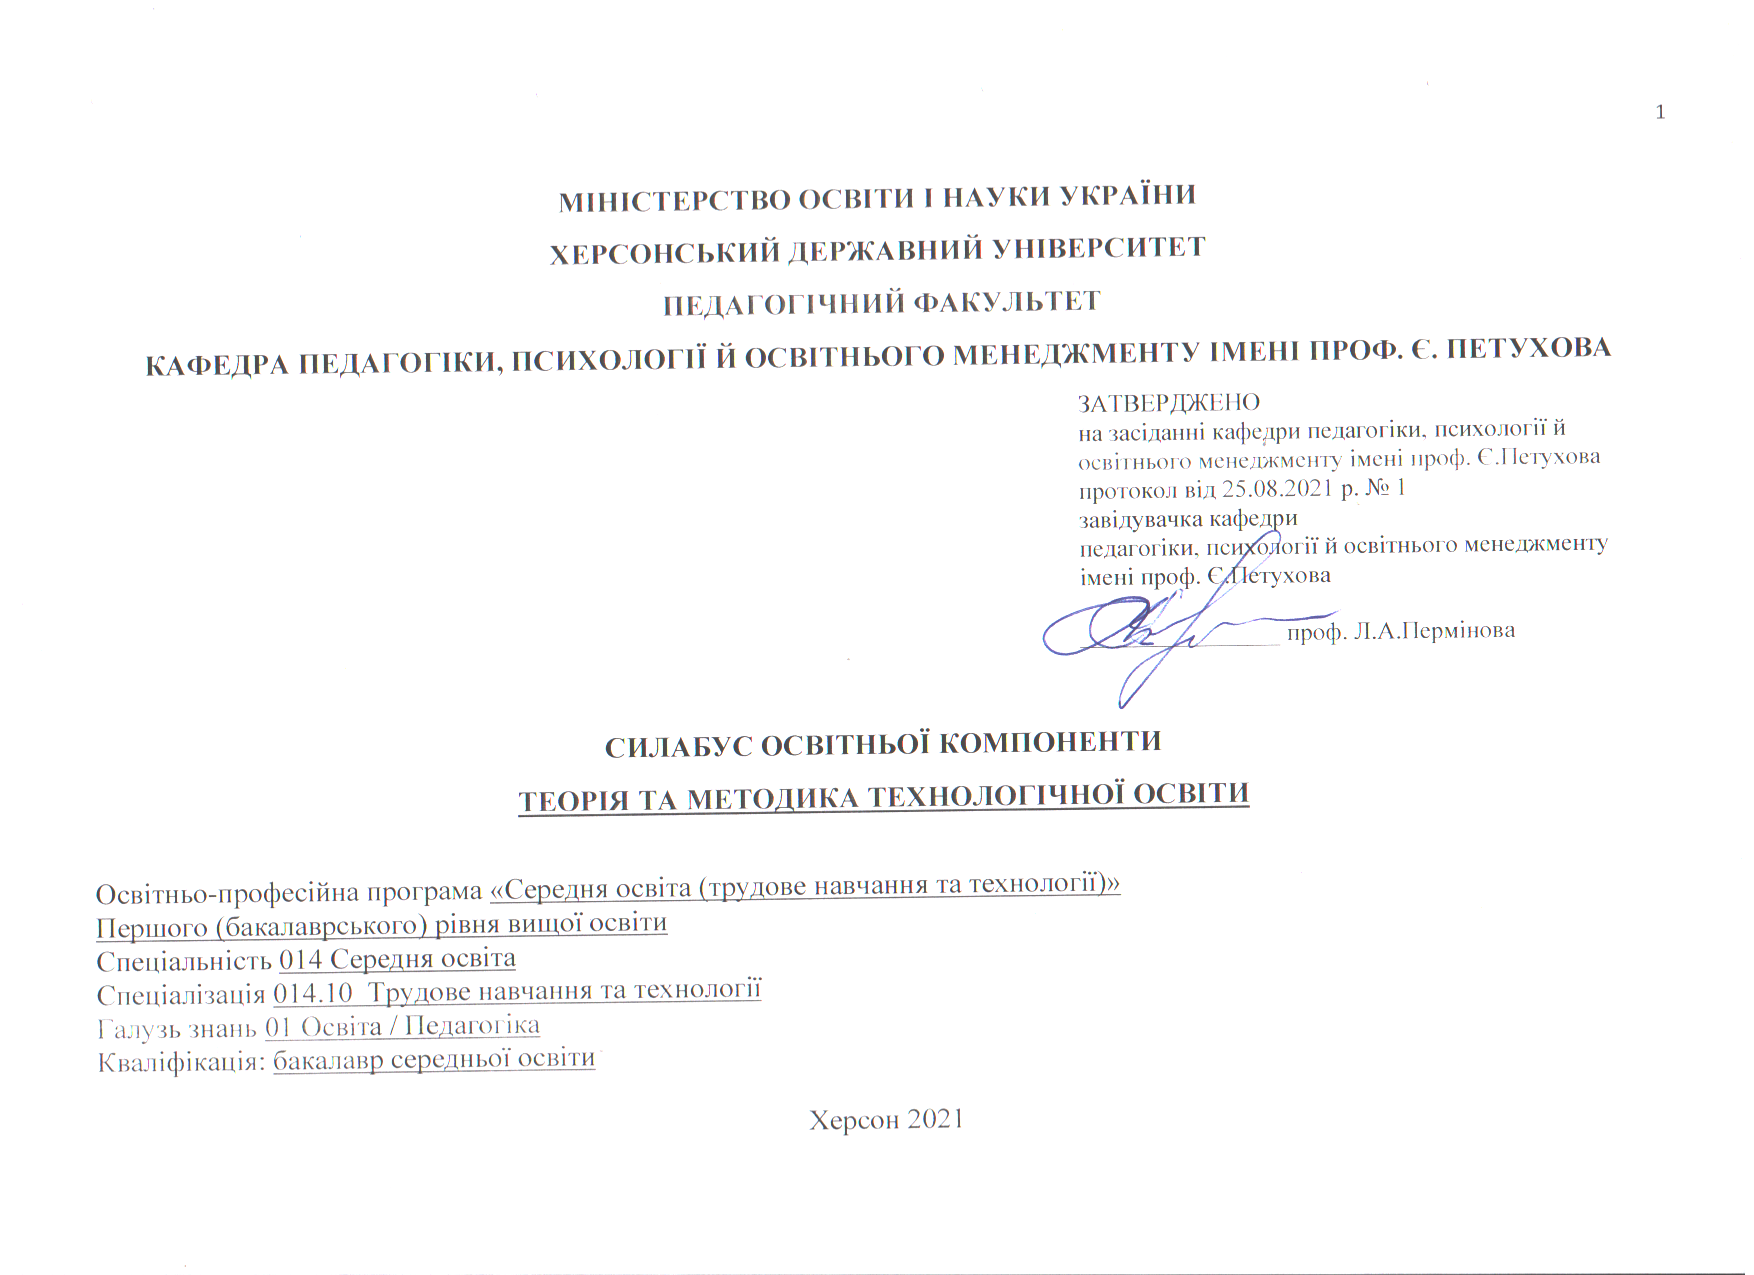 1
МІНІСТЕРСТВО ОСВІТИ І НАУКИ УКРАЇНИ
ХЕРСОНСЬКИЙ ДЕРЖАВНИЙ УНІВЕРСИТЕТ
ПЕДАГОГІЧНИЙ ФАКУЛЬТЕТ
КАФЕДРА ПЕДАГОГІКИ, ПСИХОЛОГІЇ Й ОСВІТНЬОГО МЕНЕДЖМЕНТУ ІМЕНІ ПРОФ. Є. ПЕТУХОВА
ЗАТВЕРДЖЕНО
на засіданні кафедри педагогіки, психології й
освітнього менеджменту імені проф. Є.Петухова
протокол від 25.08.2021 р. № 1
завідувачка кафедри
педагогіки, психології й освітнього менеджменту
імені проф. Є.Петухова
проф. Л.А.Пермінова
СИЛАБУС ОСВІТНЬОЇ КОМПОНЕНТИ
ТЕОРІЯ ТА МЕТОДИКА ТЕХНОЛОГІЧНОЇ ОСВІТИ
Освітньо-професійна програма «Середня освіта (трудове навчання та технології)»
Першого (бакалаврського) рівня вищої освіти
Спеціальність 014 Середня освіта
Спеціалізація 014.10 Трудове навчання та технології
Галузь знань 01 Освіта / Педагогіка
Кваліфікація: бакалавр середньої освіти
Херсон 2021